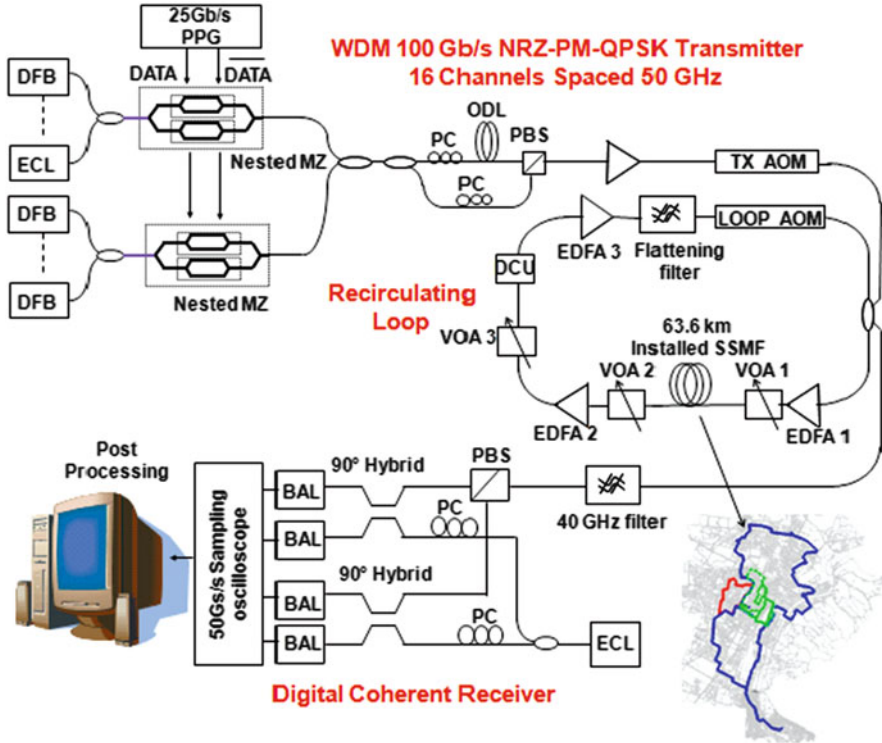 25Gb/s
PPG
WDM 100 Gb/s NRZ-PM-QPSK Transmitter
16 Channels Spaced 50 GHz
DFB
DATA
DATA
ECL
Nested MZ
DFB
DFB
Nested MZ
PC
ODL
PBS
PC
TX AOM
LOOP AOM
EDFA 3
Flattening
filter
DCU
Recirculating
Loop
VOA 3
63.6 km
Installed SSMF
VOA 2
VOA 1
EDFA 2
EDFA 1
Post
Processing
50Gs/s Sampling
oscilloscope
BAL
90° Hybrid
PBS
40 GHz filter
BAL
PC
BAL
90° Hybrid
BAL
PC
ECL
Digital Coherent Receiver